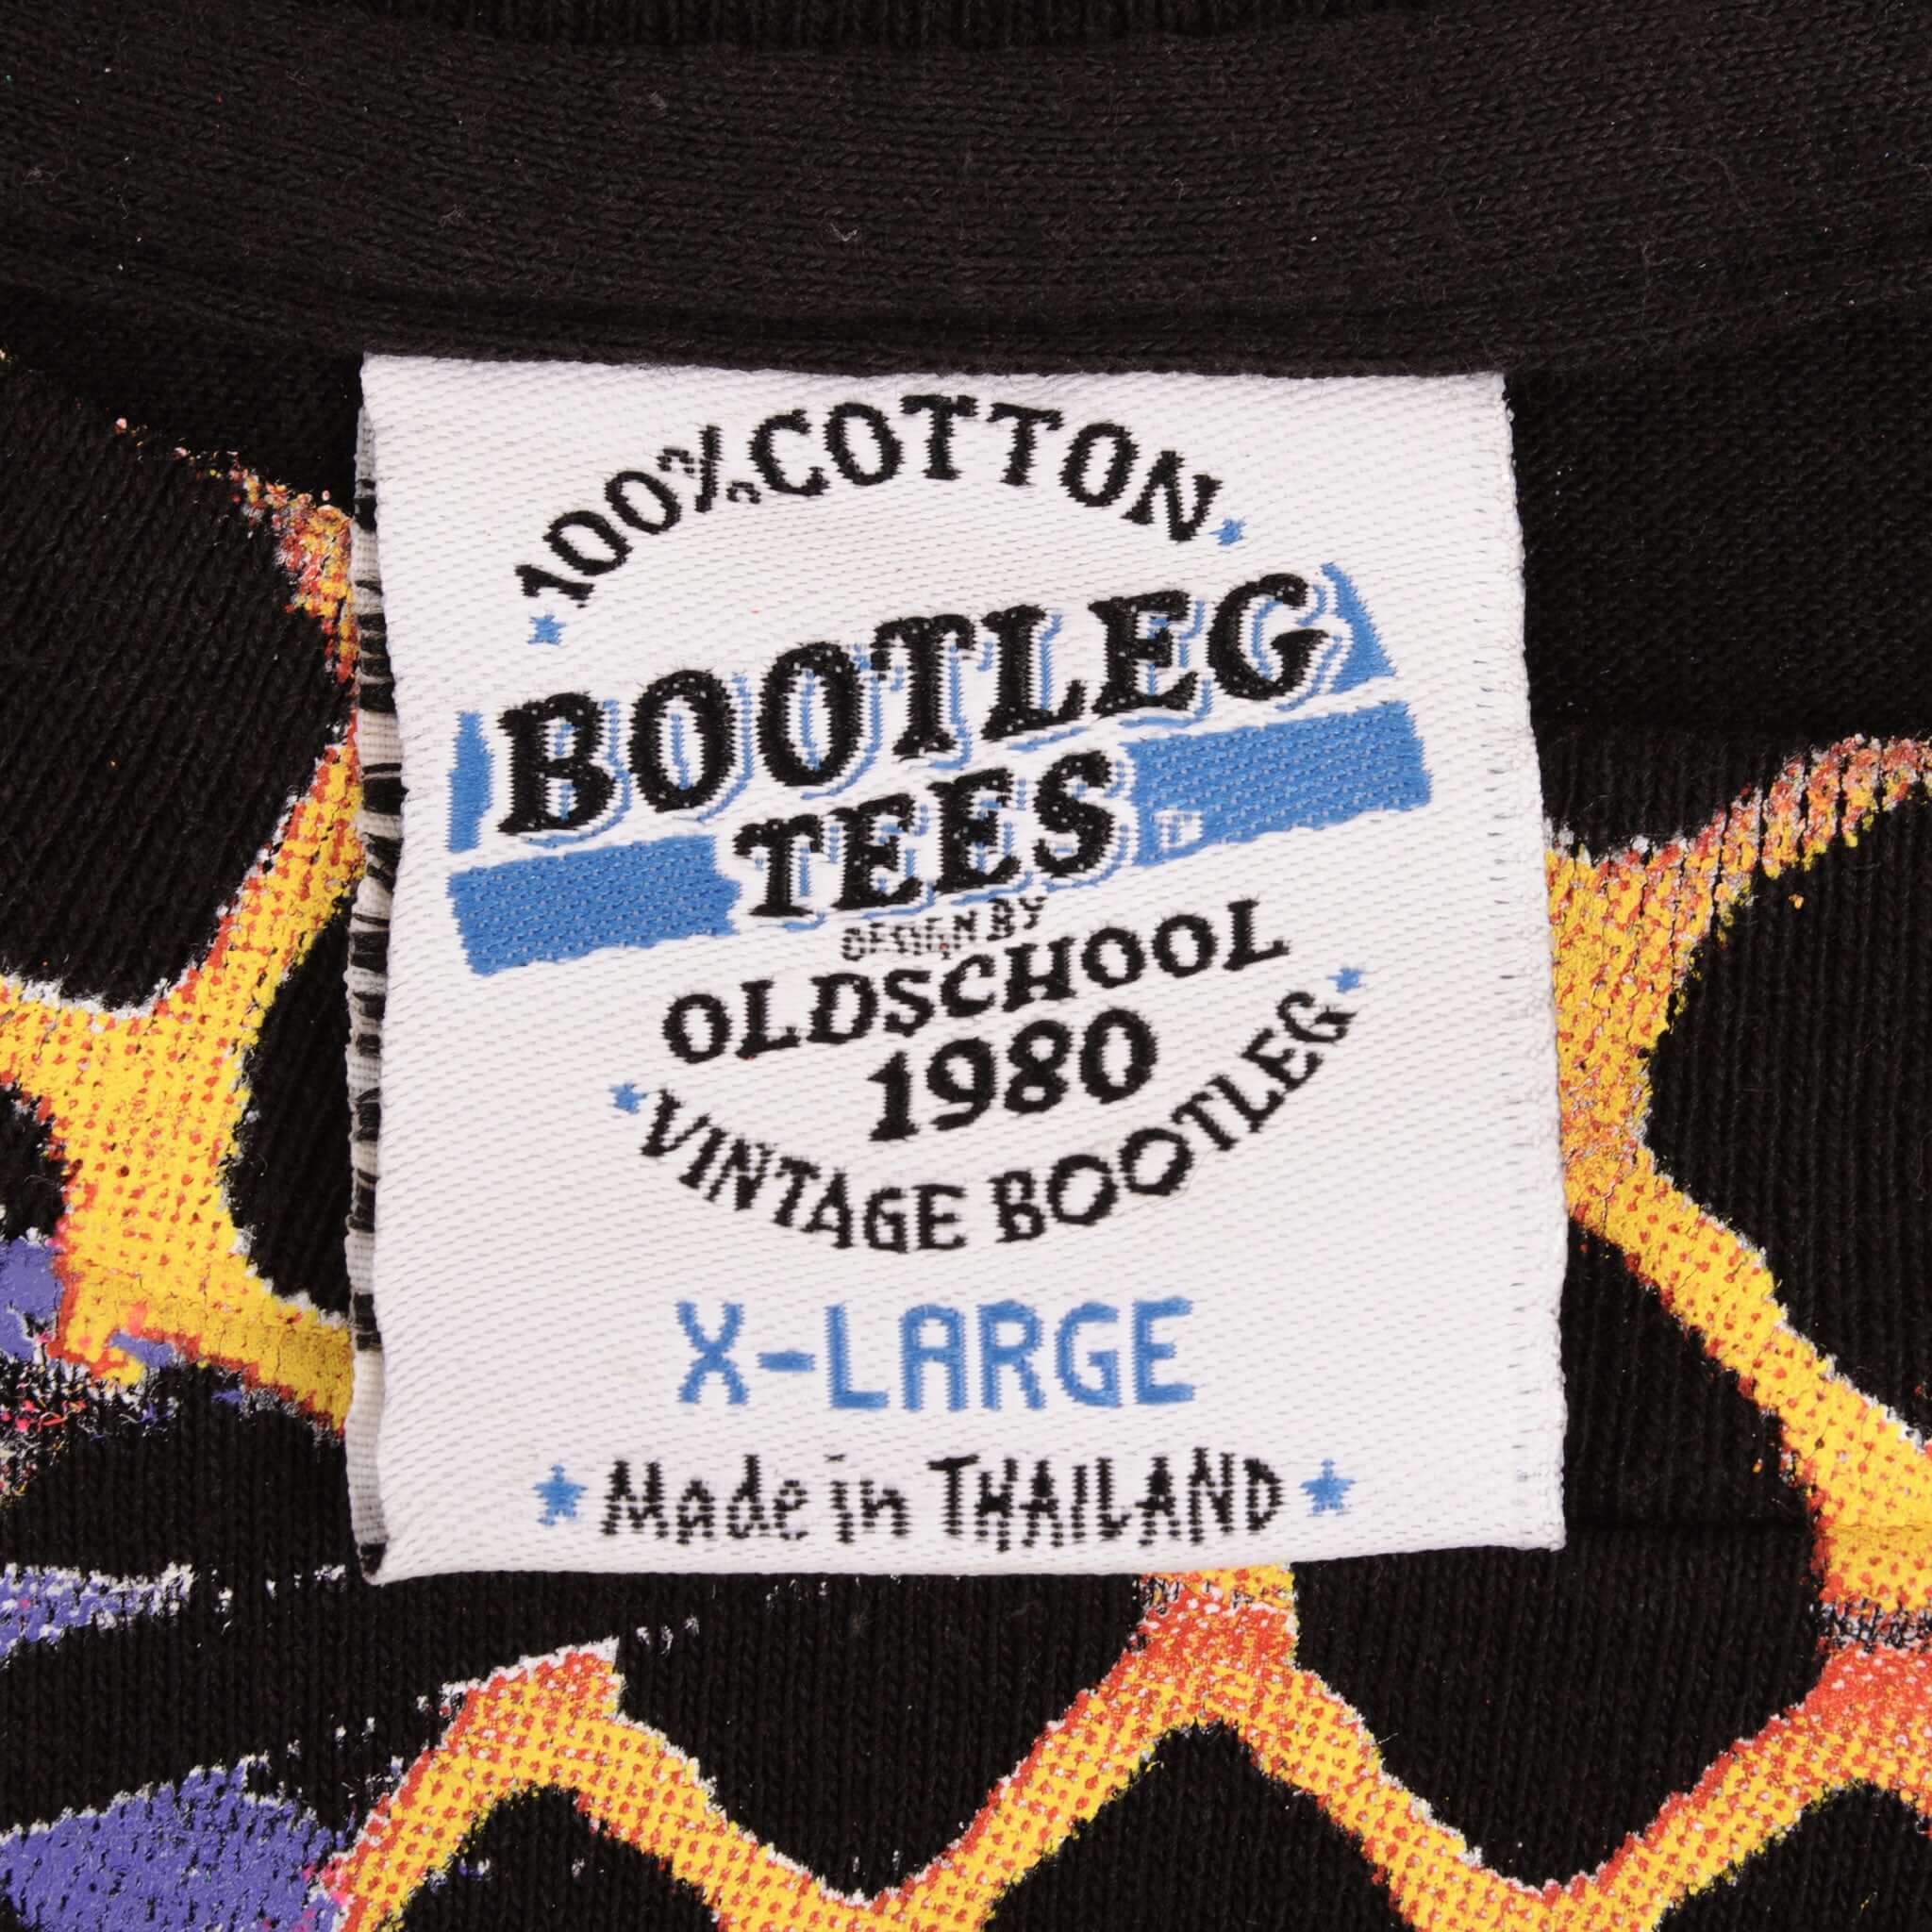 100% COTTON
BOOTLEG
TEES
DESIGN BY
OLDSCHOOL
1980
VINTAGE BOOTLEG
X-LARGE
Made in THAILAND